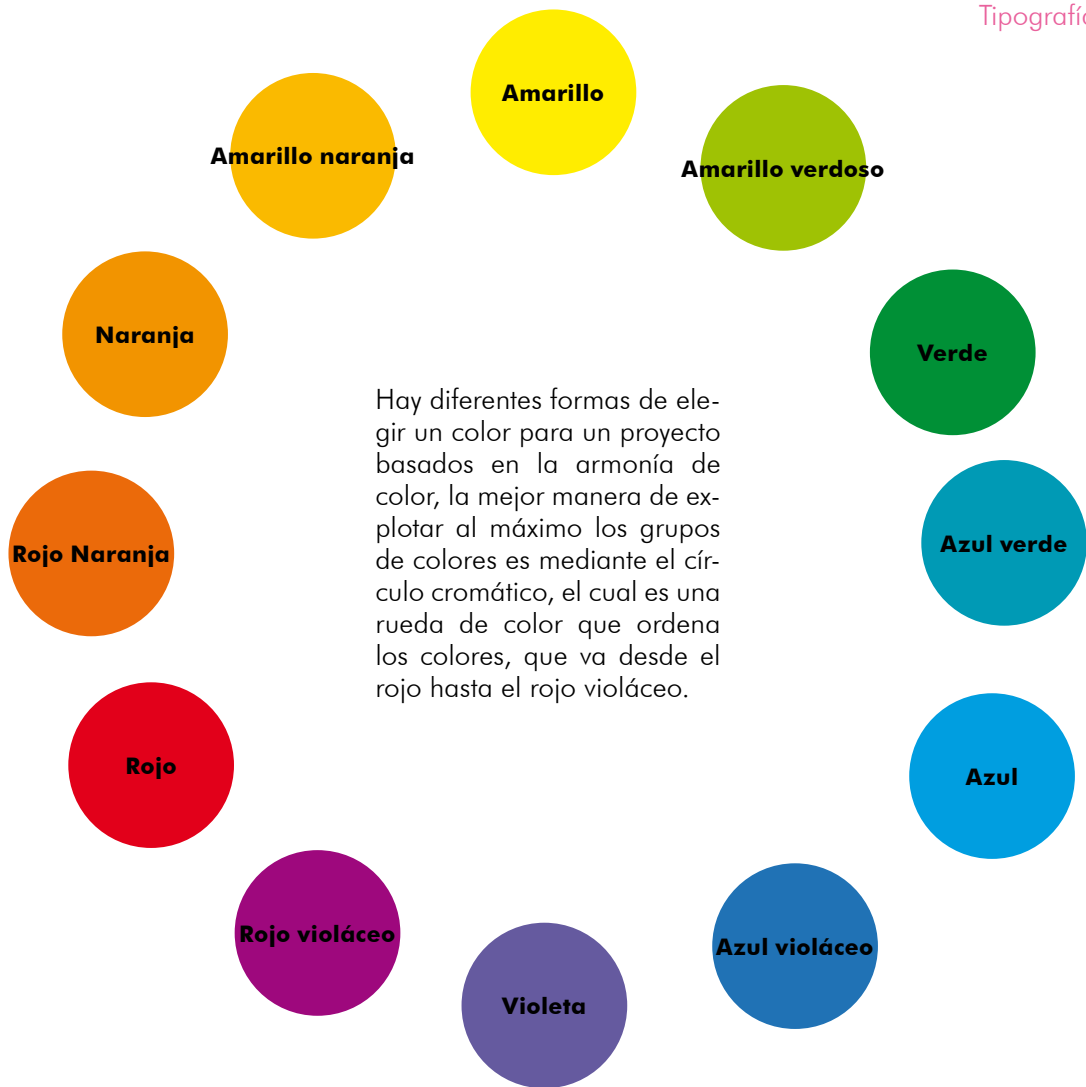 Tipografía
Amarillo
Amarillo naranja
Amarillo verdoso
Naranja
Verde
Hay diferentes formas de ele-
gir un color para un proyecto
basados en la armonía de
color, la mejor manera de ex-
plotar al máximo los grupos
de colores es mediante el cír-
culo cromático, el cual es una
rueda de color que ordena
los colores, que va desde el
rojo hasta el rojo violáceo.
Rojo Naranja
Azul verde
Rojo
Azul
Rojo violáceo
Azul violáceo
Violeta